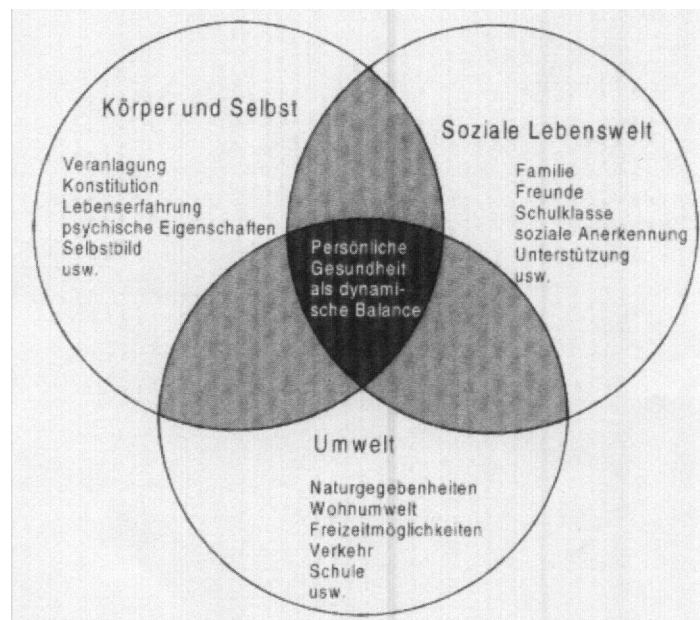 Körper und Selbst
Veranlagung
Konstitution
Lebenserfahrung
psychische Eigenschaften
Selbstbild
usw.
Soziale Lebenswelt
Familie
Freunde
Schulklasse
soziale Anerkennung
Unterstützung
usw.
Persönliche
Gesundheit
als dynami-
sche Balance
Umwelt
Naturgegebenheiten
Wohnumwelt
Freizeitmöglichkeiten
Verkehr
Schule
usw.